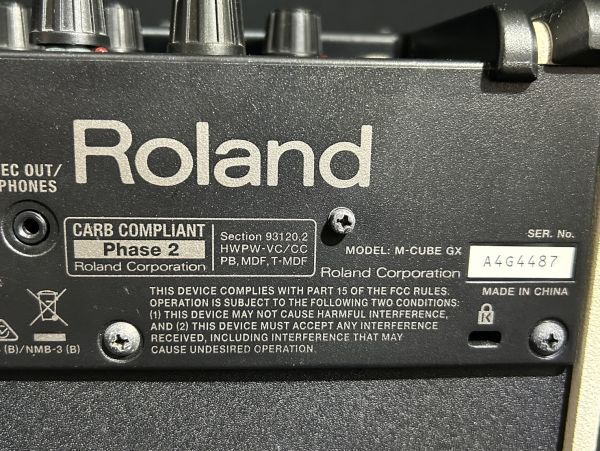 Roland
REC OUT/
PHONES
CARB COMPLIANT
Phase 2
Roland Corporation
Section 93120.2
HWPW-VC/CC
PB, MDF, T-MDF
SER. No.
MODEL: M-CUBE GX
A4G4487
Roland Corporation
MADE IN CHINA
THIS DEVICE COMPLIES WITH PART 15 OF THE FCC RULES.
OPERATION IS SUBJECT TO THE FOLLOWING TWO CONDITIONS:
(1) THIS DEVICE MAY NOT CAUSE HARMFUL INTERFERENCE,
AND (2) THIS DEVICE MUST ACCEPT ANY INTERFERENCE
RECEIVED, INCLUDING INTERFERENCE THAT MAY
CAUSE UNDESIRED OPERATION.
(B)/NMB-3 (B)
K